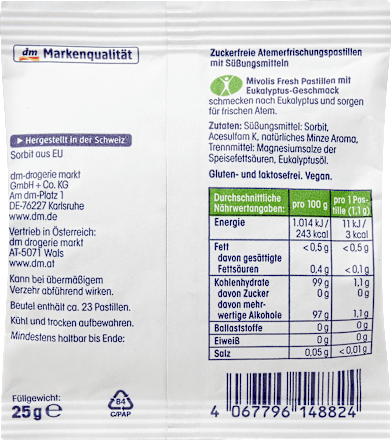 dm Markenqualität
Hergestellt in der Schweiz
Sorbit aus EU
dm-drogerie markt
GmbH + Co. KG
Am dm-Platz 1
DE-76227 Karlsruhe
www.dm.de
Vertrieb in Österreich:
dm drogerie markt
AT-5071 Wals
www.dm.at
Kann bei übermäßigem
Verzehr abführend wirken.
Beutel enthält ca. 23 Pastillen.
Kühl und trocken aufbewahren.
Mindestens haltbar bis Ende:
Füllgewicht:
25g ℮
84
C/PAP
Zuckerfreie Atemerfrischungspastillen
mit Süßungsmitteln
Mivolis Fresh Pastillen mit
Eukalyptus-Geschmack
schmecken nach Eukalyptus und sorgen
für frischen Atem.
Zutaten: Süßungsmittel: Sorbit,
Acesulfam K, natürliches Minze Aroma,
Trennmittel: Magnesiumsalze der
Speisefettsäuren, Eukalyptusöl.
Gluten- und laktosefrei. Vegan.
Durchschnittliche Nährwertangaben: pro 100 g pro 1 Pas-
tille (1,1 g)
Energie 1.014 kJ / 11 kJ /
243 kcal 3 kcal
Fett <0,5 g <0,5 g
davon gesättigte
Fettsäuren 0,4 g <0,1 g
Kohlenhydrate 99 g 1,1 g
davon Zucker 0 g 0 g
davon mehr-
wertige Alkohole 97 g 1,1 g
Ballaststoffe 0 g 0 g
Eiweiß 0 g 0 g
Salz 0,05 g <0,01 g
4 067796 148824